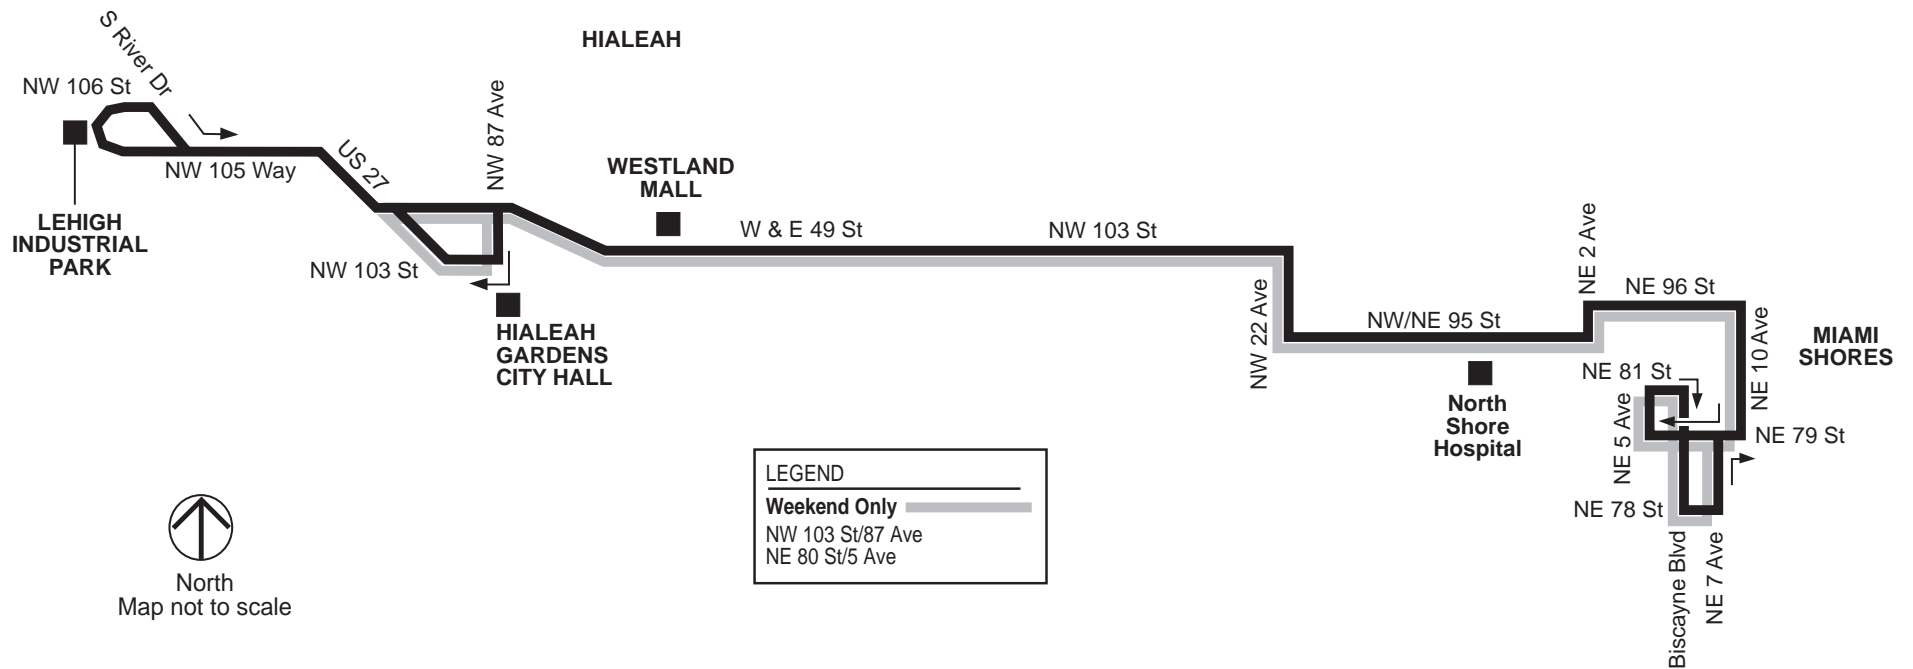 HIALEAH
S River Dr
NW 106 St
NW 105 Way
US 27
NW 87 Ave
LEHIGH
INDUSTRIAL
PARK
NW 103 St
HIALEAH
GARDENS
CITY HALL
WESTLAND
MALL
W & E 49 St
NW 103 St
NW 22 Ave
NW/NE 95 St
North
Shore
Hospital
NE 2 Ave
NE 96 St
NE 10 Ave
MIAMI
SHORES
NE 81 St
NE 5 Ave
NE 79 St
NE 78 St
Biscayne Blvd
NE 7 Ave
LEGEND
Weekend Only
NW 103 St/87 Ave
NE 80 St/5 Ave
North
Map not to scale